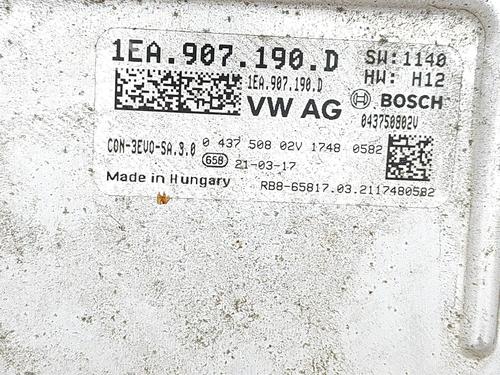 1EA.907.190.D SW:1140
1EA.907.190.D HW: H12
VW AG BOSCH
043750802V
CON-3EVO-SA.3.0 0 437 508 02V 1748 0582
658 21-03-17
Made in Hungary RB8-65817.03.2117480582